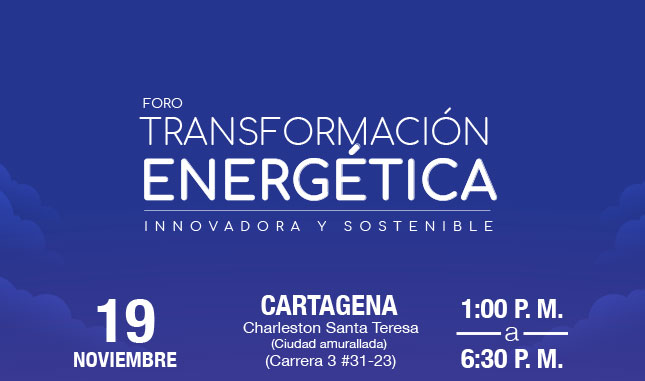 FORO
TRANSFORMACIÓN
ENERGÉTICA
INNOVADORA Y SOSTENIBLE
19
NOVIEMBRE
CARTAGENA
Charleston Santa Teresa
(Ciudad amurallada)
(Carrera 3 #31-23)
1:00 P. M.
a
6:30 P. M.